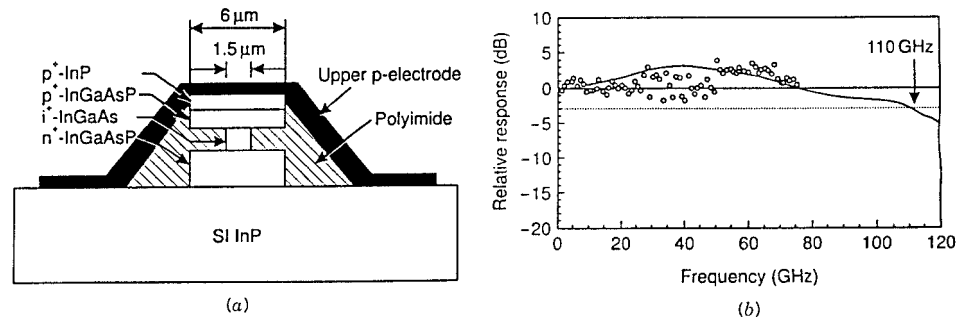 6 μm
1.5 μm
p⁺-InP
p⁺-InGaAsP
i⁺-InGaAs
n⁺-InGaAsP
Upper p-electrode
Polyimide
SI InP
(a)
10
5
0
−5
−10
−15
−20
Relative response (dB)
110 GHz
0 20 40 60 80 100 120
Frequency (GHz)
(b)